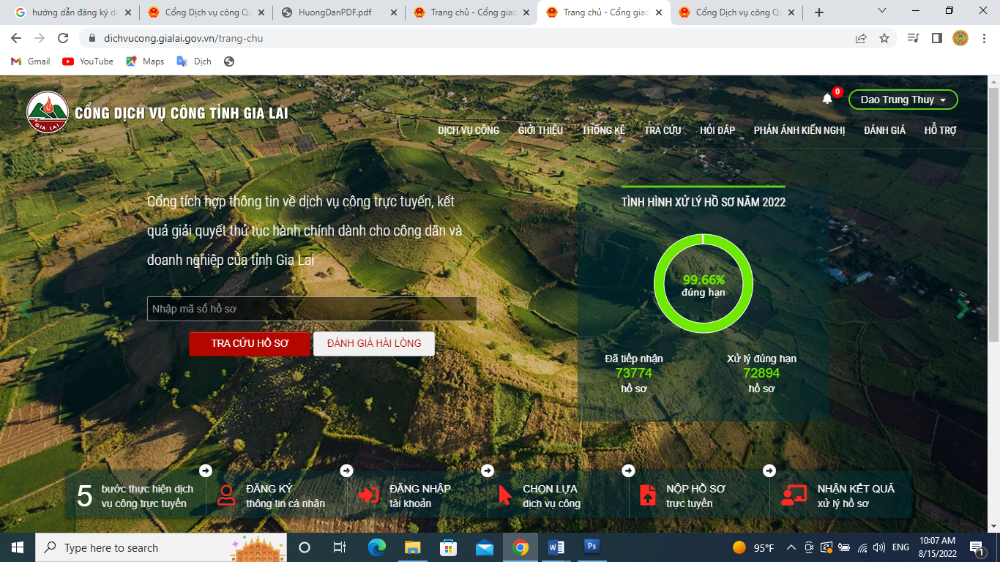 hướng dẫn đăng ký d
Cổng Dịch vụ công Qu
HuongDanPDF.pdf
Trang chủ - Cổng giao
Trang chủ - Cổng giao
Cổng Dịch vụ công Qu
dichvucong.gialai.gov.vn/trang-chu
Gmail
YouTube
Maps
Dịch
0
Dao Trung Thuy
GIA LAI
CỔNG DỊCH VỤ CÔNG TỈNH GIA LAI
DỊCH VỤ CÔNG
GIỚI THIỆU
THỐNG KÊ
TRA CỨU
HỎI ĐÁP
PHẢN ÁNH KIẾN NGHỊ
ĐÁNH GIÁ
HỖ TRỢ
Cổng tích hợp thông tin về dịch vụ công trực tuyến, kết
quả giải quyết thủ tục hành chính dành cho công dân và
doanh nghiệp của tỉnh Gia Lai
Nhập mã số hồ sơ
TRA CỨU HỒ SƠ
ĐÁNH GIÁ HÀI LÒNG
TÌNH HÌNH XỬ LÝ HỒ SƠ NĂM 2022
99.66%
đúng hạn
Đã tiếp nhận
73774
hồ sơ
Xử lý đúng hạn
72894
hồ sơ
5
bước thực hiện dịch
vụ công trực tuyến
ĐĂNG KÝ
thông tin cá nhân
ĐĂNG NHẬP
tài khoản
CHỌN LỰA
dịch vụ công
NỘP HỒ SƠ
trực tuyến
NHẬN KẾT QUẢ
xử lý hồ sơ
Type here to search
95°F
ENG
10:07 AM
8/15/2022
1